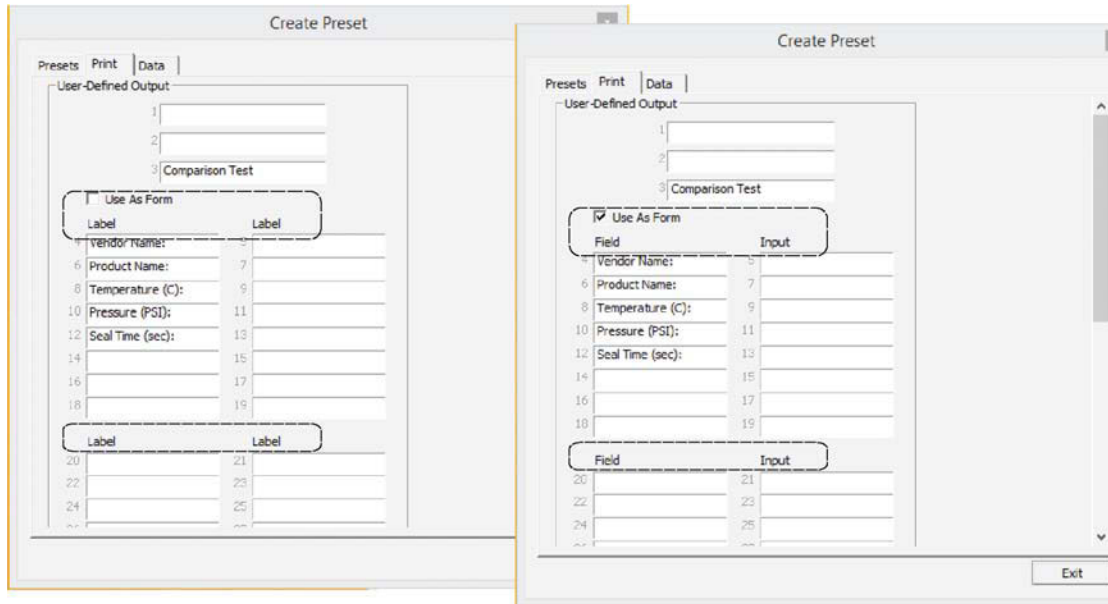 Create Preset
Presets Print Data
User-Defined Output
1
2
3 Comparison Test
Use As Form
Label Label
4 Vendor Name: 5
6 Product Name: 7
8 Temperature (C): 9
10 Pressure (PSI): 11
12 Seal Time (sec): 13
14 15
16 17
18 19
Label Label
20 21
22 23
24 25
Create Preset
Presets Print Data
User-Defined Output
1
2
3 Comparison Test
Use As Form
Field Input
4 Vendor Name: 5
6 Product Name: 7
8 Temperature (C): 9
10 Pressure (PSI): 11
12 Seal Time (sec): 13
14 15
16 17
18 19
Field Input
20 21
22 23
24 25
Exit